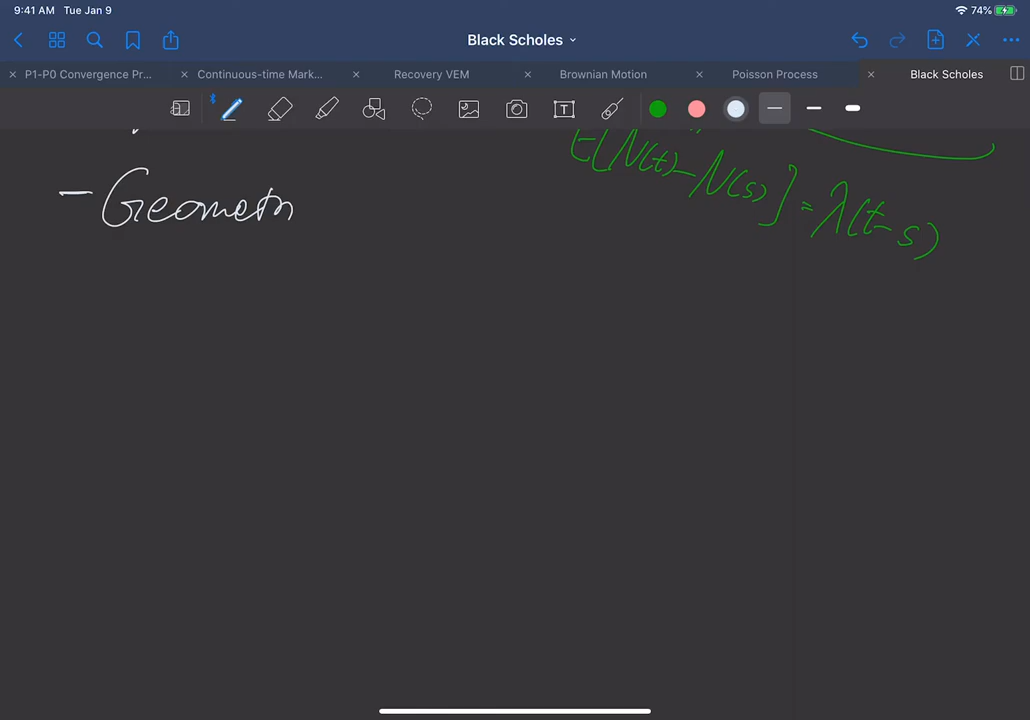 9:41 AM Tue Jan 9
74%
Black Scholes
P1-P0 Convergence Pr...
Continuous-time Mark...
Recovery VEM
Brownian Motion
Poisson Process
Black Scholes
T
E[N(t)-N(s)] = λ(t-s)
- Geometr